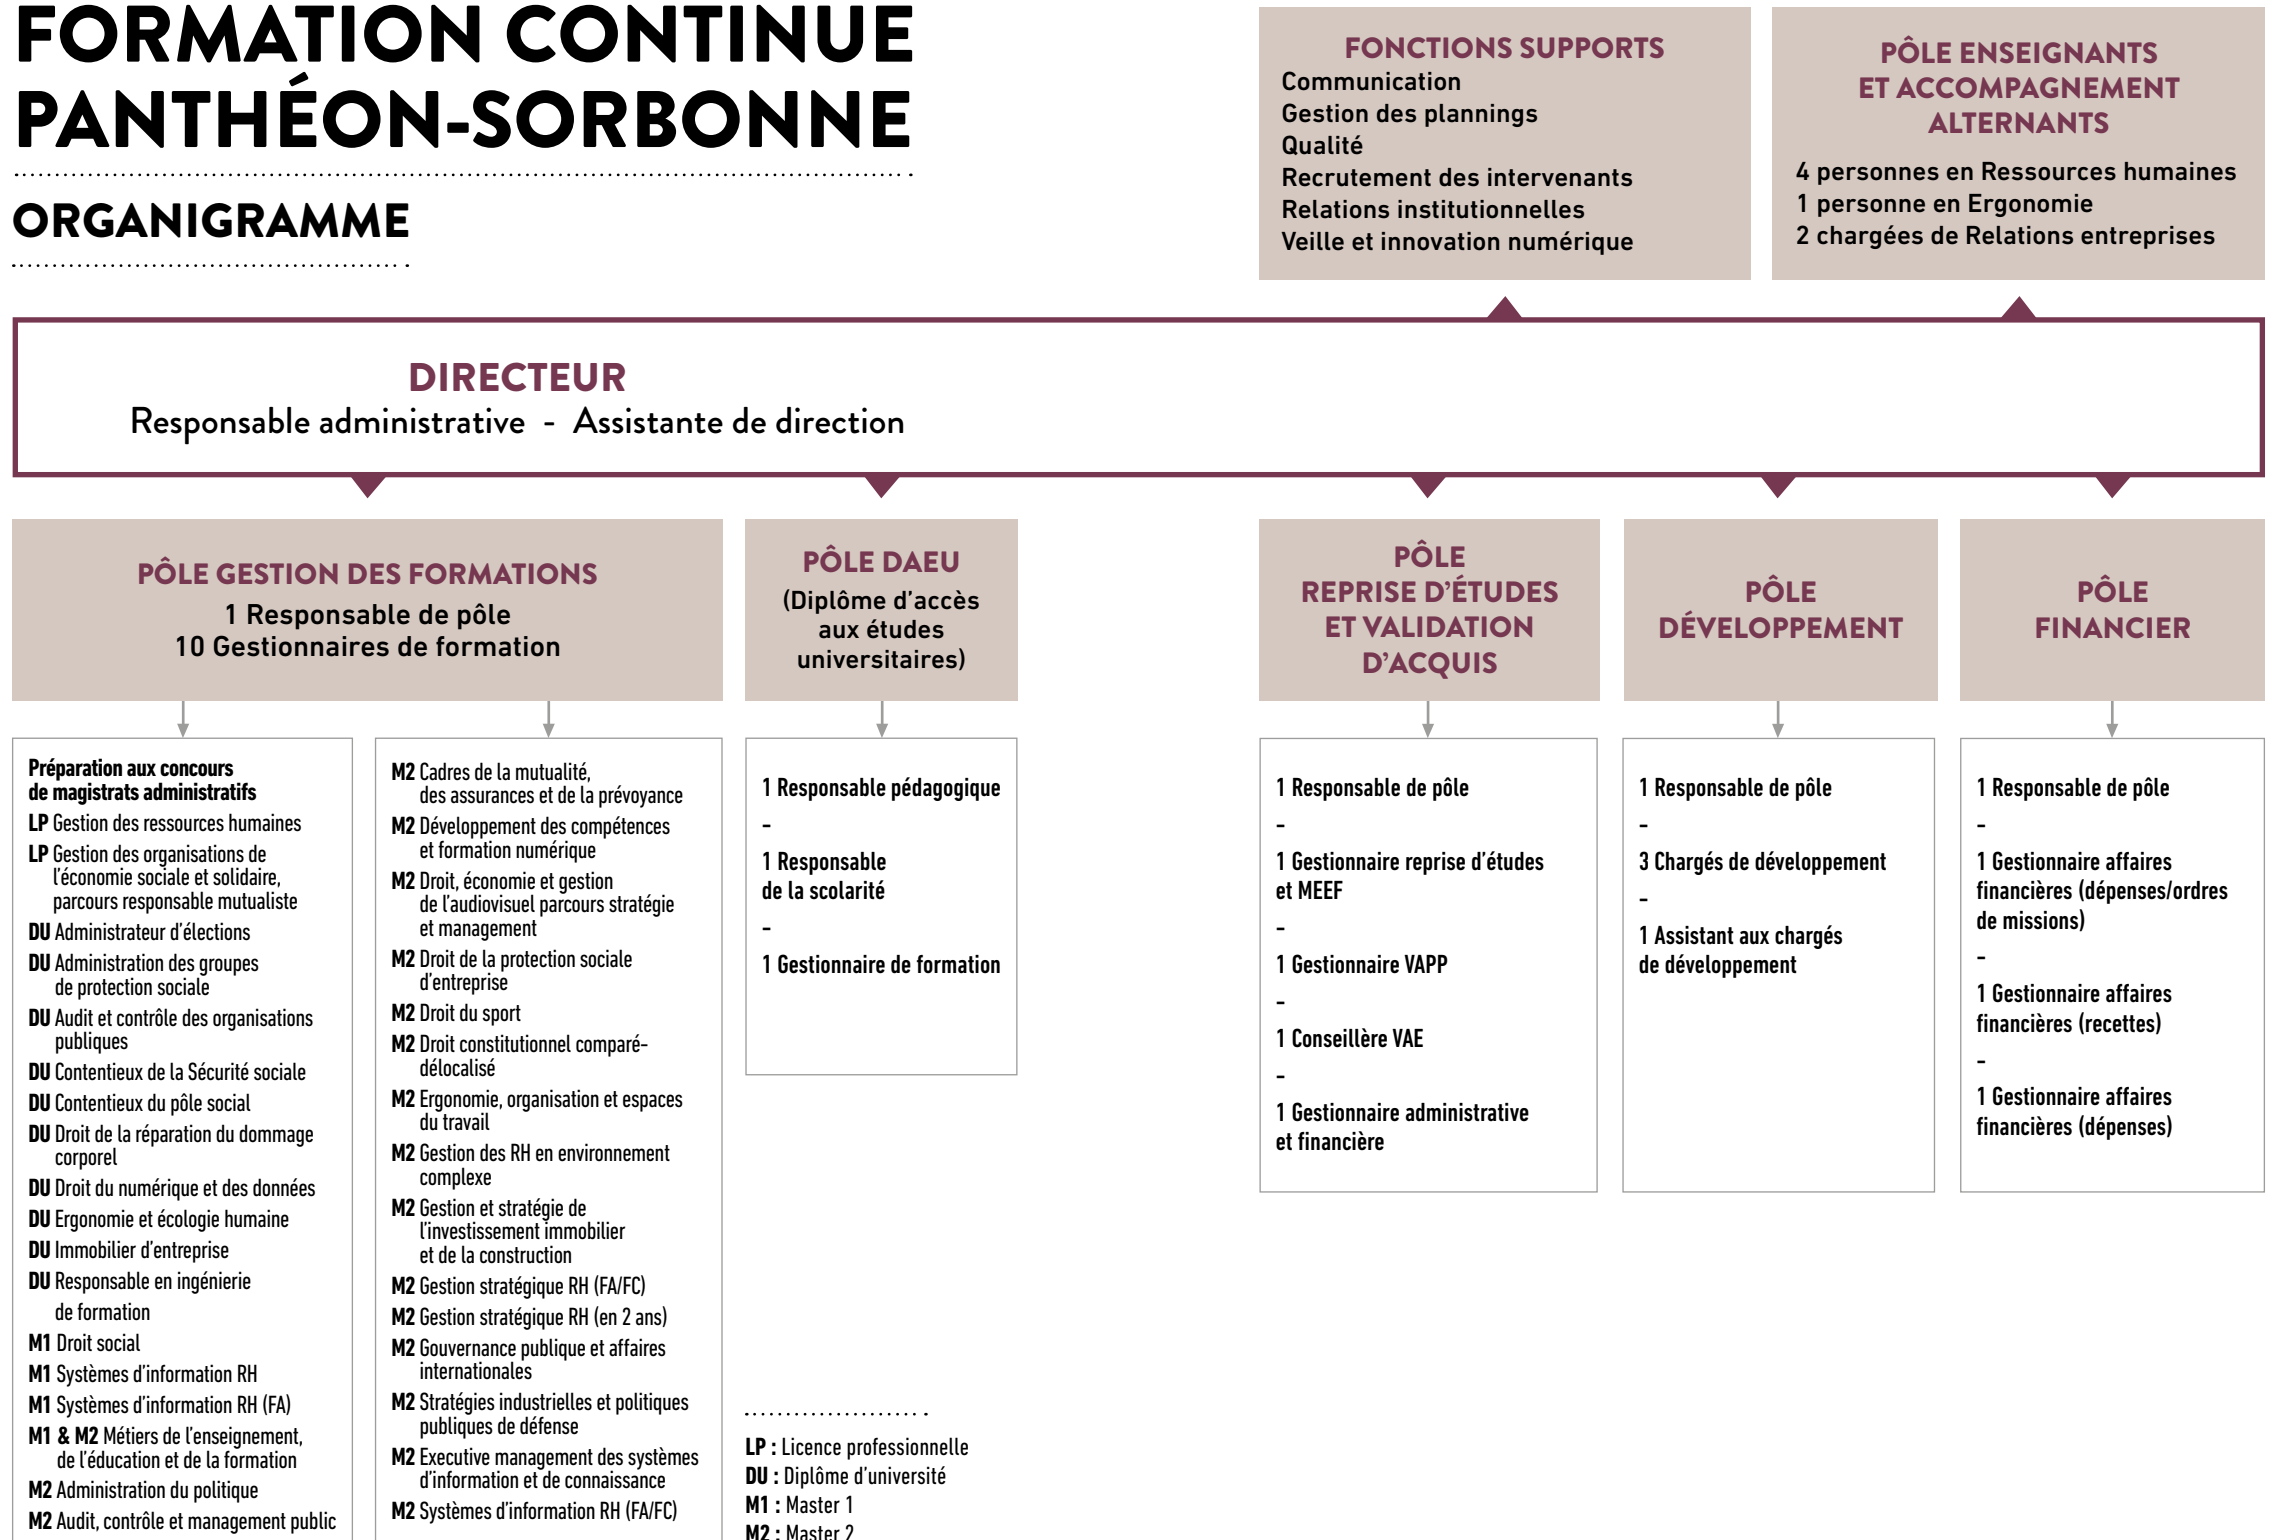 FORMATION CONTINUE
PANTHÉON-SORBONNE
ORGANIGRAMME
FONCTIONS SUPPORTS
Communication
Gestion des plannings
Qualité
Recrutement des intervenants
Relations institutionnelles
Veille et innovation numérique
PÔLE ENSEIGNANTS
ET ACCOMPAGNEMENT
ALTERNANTS
4 personnes en Ressources humaines
1 personne en Ergonomie
2 chargées de Relations entreprises
DIRECTEUR
Responsable administrative - Assistante de direction
PÔLE GESTION DES FORMATIONS
1 Responsable de pôle
10 Gestionnaires de formation
Préparation aux concours
de magistrats administratifs
LP Gestion des ressources humaines
LP Gestion des organisations de
l'économie sociale et solidaire,
parcours responsable mutualiste
DU Administrateur d'élections
DU Administration des groupes
de protection sociale
DU Audit et contrôle des organisations
publiques
DU Contentieux de la Sécurité sociale
DU Contentieux du pôle social
DU Droit de la réparation du dommage
corporel
DU Droit du numérique et des données
DU Ergonomie et écologie humaine
DU Immobilier d'entreprise
DU Responsable en ingénierie
de formation
M1 Droit social
M1 Systèmes d'information RH
M1 Systèmes d'information RH (FA)
M1 & M2 Métiers de l'enseignement,
de l'éducation et de la formation
M2 Administration du politique
M2 Audit, contrôle et management public
M2 Cadres de la mutualité,
des assurances et de la prévoyance
M2 Développement des compétences
et formation numérique
M2 Droit, économie et gestion
de l'audiovisuel parcours stratégie
et management
M2 Droit de la protection sociale
d'entreprise
M2 Droit du sport
M2 Droit constitutionnel comparé-
délocalisé
M2 Ergonomie, organisation et espaces
du travail
M2 Gestion des RH en environnement
complexe
M2 Gestion et stratégie de
l'investissement immobilier
et de la construction
M2 Gestion stratégique RH (FA/FC)
M2 Gestion stratégique RH (en 2 ans)
M2 Gouvernance publique et affaires
internationales
M2 Stratégies industrielles et politiques
publiques de défense
M2 Executive management des systèmes
d'information et de connaissance
M2 Systèmes d'information RH (FA/FC)
PÔLE DAEU
(Diplôme d'accès
aux études
universitaires)
1 Responsable pédagogique
-
1 Responsable
de la scolarité
-
1 Gestionnaire de formation
LP : Licence professionnelle
DU : Diplôme d'université
M1 : Master 1
M2 : Master 2
PÔLE
REPRISE D'ÉTUDES
ET VALIDATION
D'ACQUIS
1 Responsable de pôle
-
1 Gestionnaire reprise d'études
et MEEF
-
1 Gestionnaire VAPP
-
1 Conseillère VAE
-
1 Gestionnaire administrative
et financière
PÔLE
DÉVELOPPEMENT
1 Responsable de pôle
-
3 Chargés de développement
-
1 Assistant aux chargés
de développement
PÔLE
FINANCIER
1 Responsable de pôle
-
1 Gestionnaire affaires
financières (dépenses/ordres
de missions)
-
1 Gestionnaire affaires
financières (recettes)
-
1 Gestionnaire affaires
financières (dépenses)